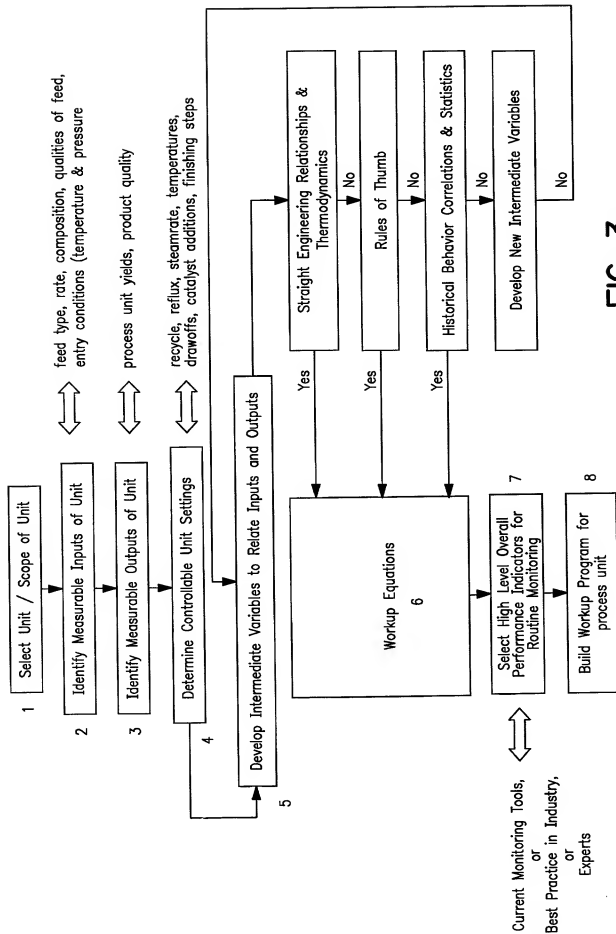 1
Select Unit / Scope of Unit
2
Identify Measurable Inputs of Unit
feed type, rate, composition, qualities of feed,
entry conditions (temperature & pressure
3
Identify Measurable Outputs of Unit
process unit yields, product quality
4
Determine Controllable Unit Settings
recycle, reflux, steamrate, temperatures,
drawoffs, catalyst additions, finishing steps
5
Develop Intermediate Variables to Relate Inputs and Outputs
Straight Engineering Relationships &
Thermodynamics
Yes
No
Rules of Thumb
Yes
No
Historical Behavior Correlations & Statistics
Yes
No
Develop New Intermediate Variables
No
Workup Equations
6
Current Monitoring Tools,
or
Best Practice in Industry,
or
Experts
Select High Level Overall
Performance Indicators for
Routine Monitoring
7
Build Workup Program for
process unit
8
FIG. 3